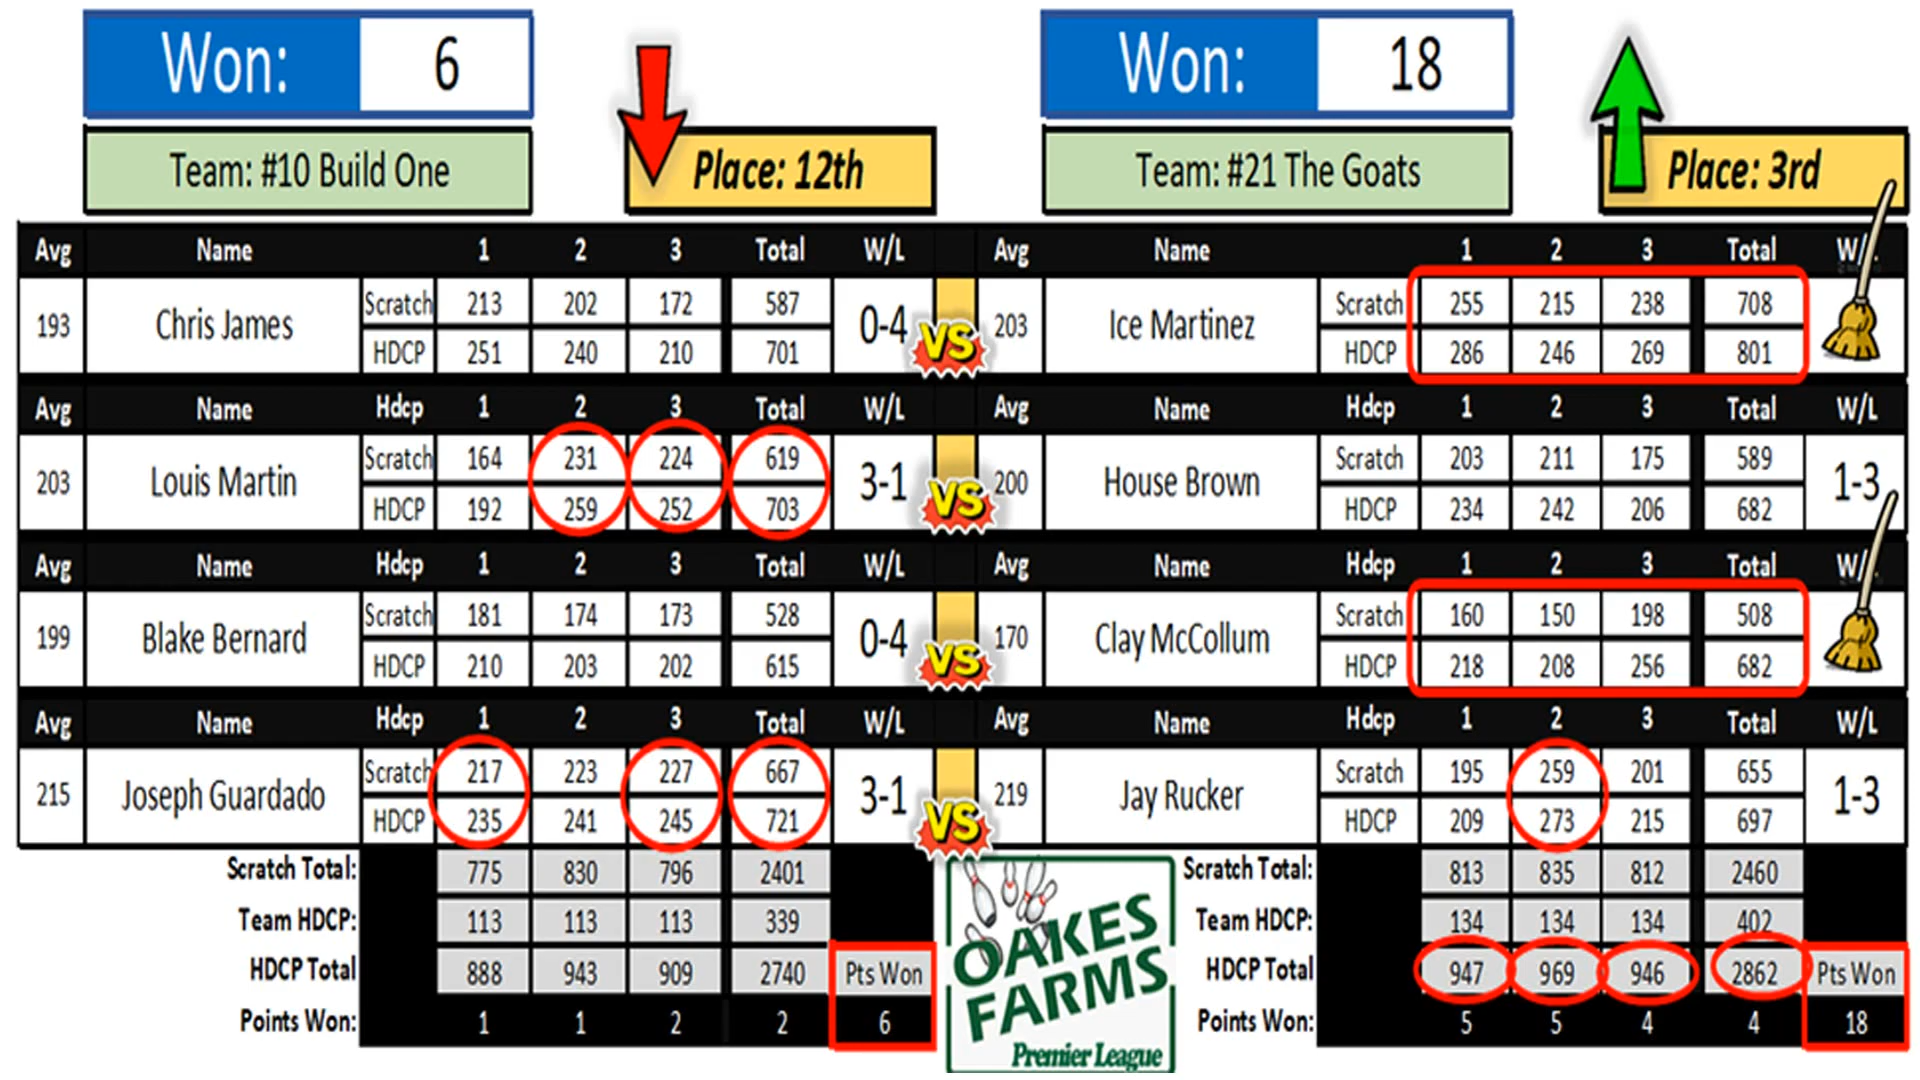 Won: 6 Won: 18
Team: #10 Build One Place: 12th Team: #21 The Goats Place: 3rd
Avg Name 1 2 3 Total W/L Avg Name 1 2 3 Total W/L
193 Chris James Scratch 213 202 172 587 0-4 VS 203 Ice Martinez Scratch 255 215 238 708
HDCP 251 240 210 701 HDCP 286 246 269 801
Avg Name Hdcp 1 2 3 Total W/L Avg Name Hdcp 1 2 3 Total W/L
203 Louis Martin Scratch 164 231 224 619 3-1 VS 200 House Brown Scratch 203 211 175 589 1-3
HDCP 192 259 252 703 HDCP 234 242 206 682
Avg Name Hdcp 1 2 3 Total W/L Avg Name Hdcp 1 2 3 Total W/L
199 Blake Bernard Scratch 181 174 173 528 0-4 VS 170 Clay McCollum Scratch 160 150 198 508
HDCP 210 203 202 615 HDCP 218 208 256 682
Avg Name Hdcp 1 2 3 Total W/L Avg Name Hdcp 1 2 3 Total W/L
215 Joseph Guardado Scratch 217 223 227 667 3-1 VS 219 Jay Rucker Scratch 195 259 201 655 1-3
HDCP 235 241 245 721 HDCP 209 273 215 697
Scratch Total: 775 830 796 2401 Scratch Total: 813 835 812 2460
Team HDCP: 113 113 113 339 Team HDCP: 134 134 134 402
HDCP Total 888 943 909 2740 Pts Won HDCP Total 947 969 946 2862 Pts Won
Points Won: 1 1 2 2 6 Points Won: 5 5 4 4 18
OAKES
FARMS
Premier League